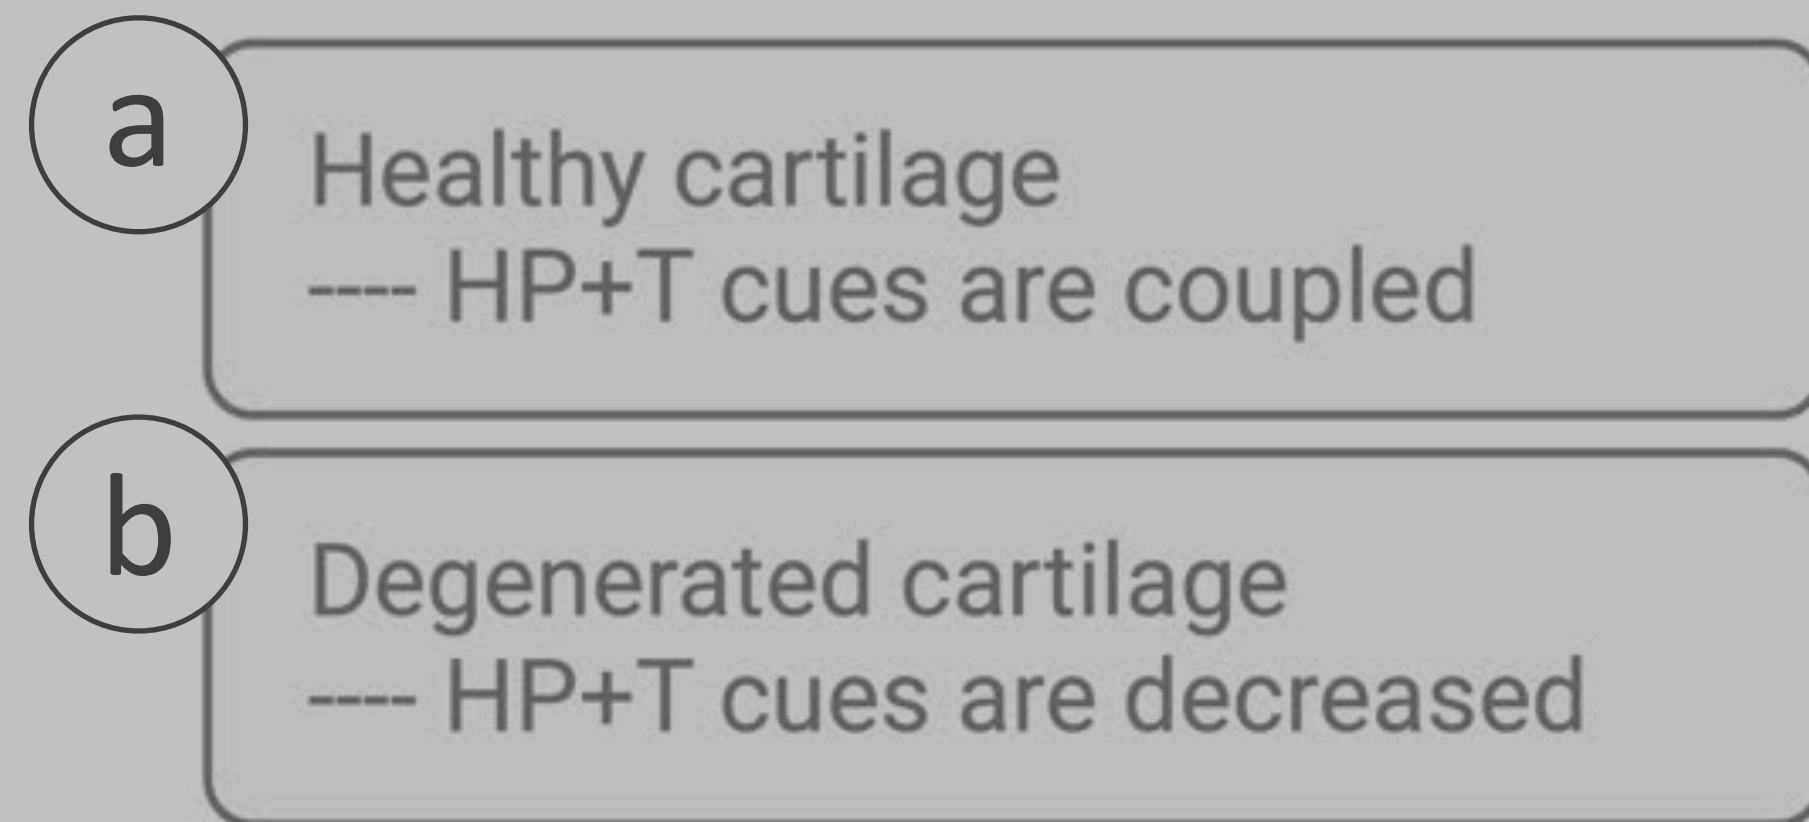 a
Healthy cartilage
---- HP+T cues are coupled
b
Degenerated cartilage
---- HP+T cues are decreased